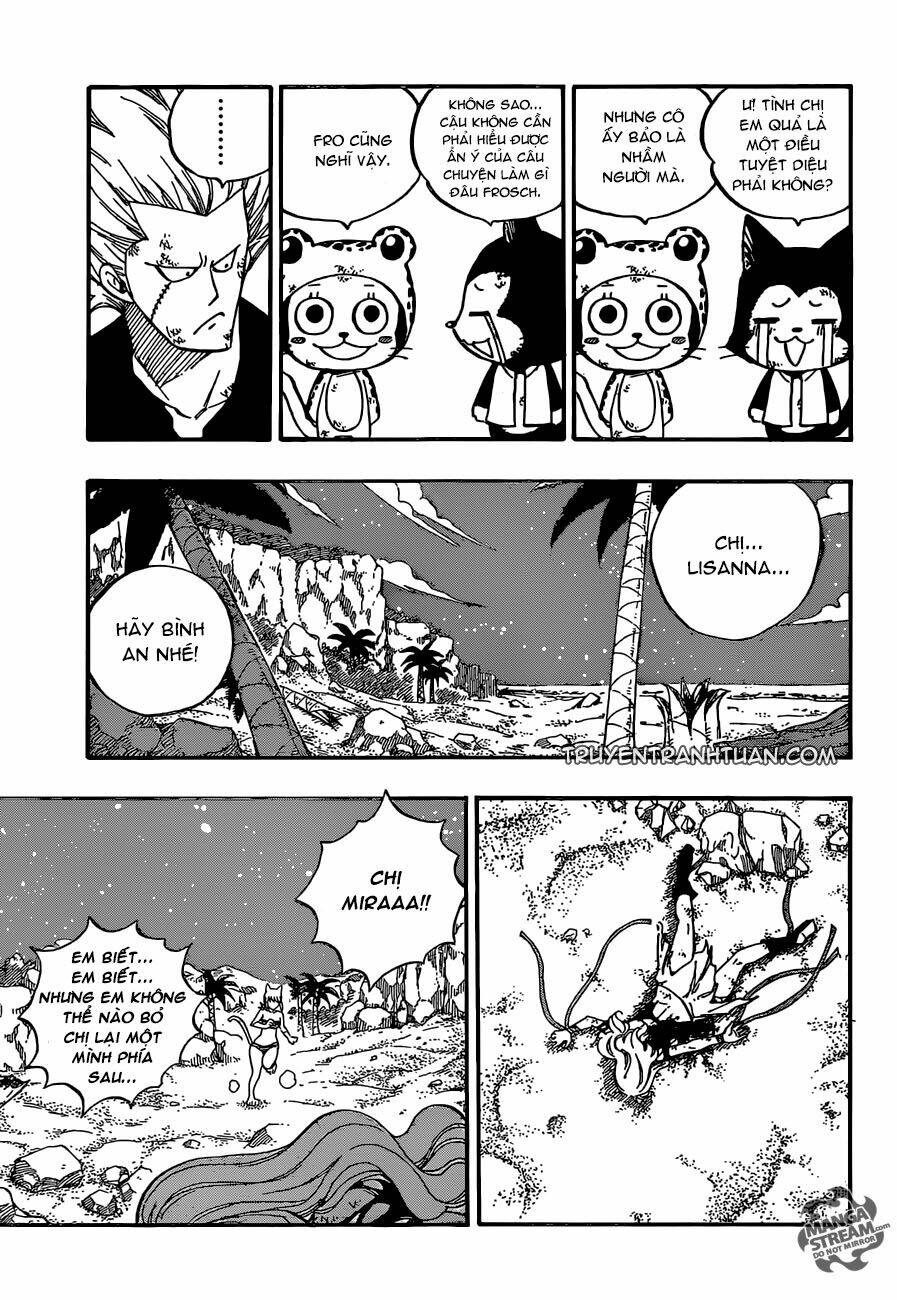 Ư! TÌNH CHỊ
EM QUẢ LÀ
MỘT ĐIỀU
TUYỆT DIỆU
PHẢI KHÔNG?
NHƯNG CÔ
ẤY BẢO LÀ
NHẦM
NGƯỜI MÀ.
KHÔNG SAO...
CẬU KHÔNG CẦN
PHẢI HIỂU ĐƯỢC
ẨN Ý CỦA CÂU
CHUYỆN LÀM GÌ
ĐÂU FROSCH.
FRO CŨNG
NGHĨ VẬY.
........
CHỊ...
LISANNA...
HÃY BÌNH
AN NHÉ!
TRUYENTRANHTUAN.COM
CHỊ
MIRAAA!!
EM BIẾT...
EM BIẾT...
NHƯNG EM KHÔNG
THỂ NÀO BỎ
CHỊ LẠI MỘT
MÌNH PHÍA
SAU...
MANGA
STREAM.com
DO NOT MIRROR!